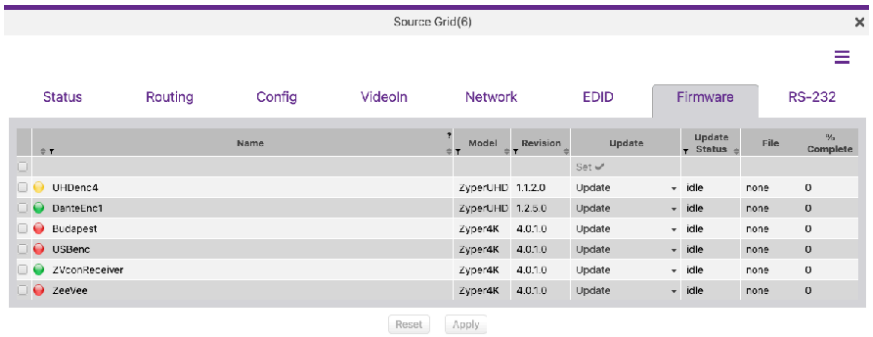 Source Grid(6)
Status Routing Config VideoIn Network EDID Firmware RS-232
Name Model Revision Update Update Status File % Complete
Set
UHDenc4 ZyperUHD 1.1.2.0 Update idle none 0
DanteEnc1 ZyperUHD 1.2.5.0 Update idle none 0
Budapest Zyper4K 4.0.1.0 Update idle none 0
USBenc Zyper4K 4.0.1.0 Update idle none 0
ZVconReceiver Zyper4K 4.0.1.0 Update idle none 0
ZeeVee Zyper4K 4.0.1.0 Update idle none 0
Reset Apply